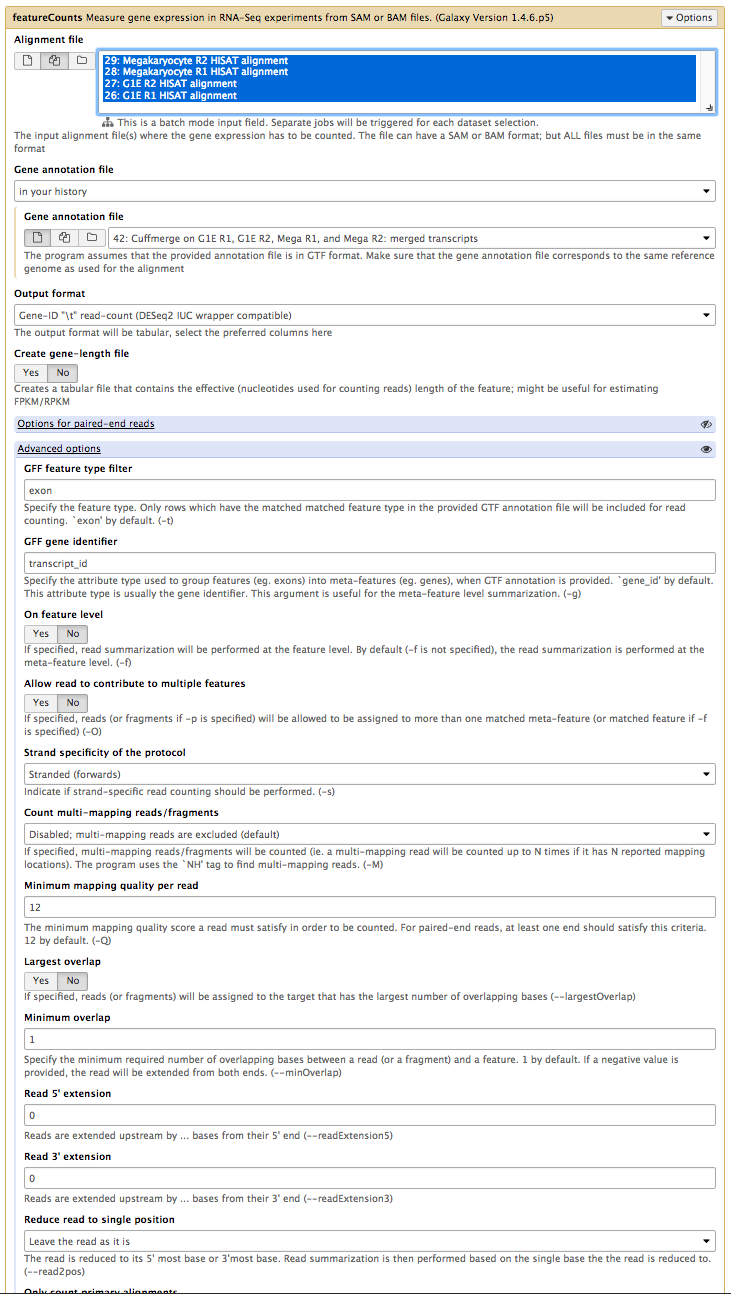 featureCounts Measure gene expression in RNA-Seq experiments from SAM or BAM files. (Galaxy Version 1.4.6.p5)
Options
Alignment file
29: Megakaryocyte R2 HISAT alignment
28: Megakaryocyte R1 HISAT alignment
27: G1E R2 HISAT alignment
26: G1E R1 HISAT alignment
This is a batch mode input field. Separate jobs will be triggered for each dataset selection.
The input alignment file(s) where the gene expression has to be counted. The file can have a SAM or BAM format; but ALL files must be in the same
format
Gene annotation file
in your history
Gene annotation file
42: Cuffmerge on G1E R1, G1E R2, Mega R1, and Mega R2: merged transcripts
The program assumes that the provided annotation file is in GTF format. Make sure that the gene annotation file corresponds to the same reference
genome as used for the alignment
Output format
Gene-ID "\t" read-count (DESeq2 IUC wrapper compatible)
The output format will be tabular, select the preferred columns here
Create gene-length file
Yes No
Creates a tabular file that contains the effective (nucleotides used for counting reads) length of the feature; might be useful for estimating
FPKM/RPKM
Options for paired-end reads
Advanced options
GFF feature type filter
exon
Specify the feature type. Only rows which have the matched matched feature type in the provided GTF annotation file will be included for read
counting. `exon' by default. (-t)
GFF gene identifier
transcript_id
Specify the attribute type used to group features (eg. exons) into meta-features (eg. genes), when GTF annotation is provided. `gene_id' by default.
This attribute type is usually the gene identifier. This argument is useful for the meta-feature level summarization. (-g)
On feature level
Yes No
If specified, read summarization will be performed at the feature level. By default (-f is not specified), the read summarization is performed at the
meta-feature level. (-f)
Allow read to contribute to multiple features
Yes No
If specified, reads (or fragments if -p is specified) will be allowed to be assigned to more than one matched meta-feature (or matched feature if -f
is specified) (-O)
Strand specificity of the protocol
Stranded (forwards)
Indicate if strand-specific read counting should be performed. (-s)
Count multi-mapping reads/fragments
Disabled; multi-mapping reads are excluded (default)
If specified, multi-mapping reads/fragments will be counted (ie. a multi-mapping read will be counted up to N times if it has N reported mapping
locations). The program uses the `NH' tag to find multi-mapping reads. (-M)
Minimum mapping quality per read
12
The minimum mapping quality score a read must satisfy in order to be counted. For paired-end reads, at least one end should satisfy this criteria.
12 by default. (-Q)
Largest overlap
Yes No
If specified, reads (or fragments) will be assigned to the target that has the largest number of overlapping bases (--largestOverlap)
Minimum overlap
1
Specify the minimum required number of overlapping bases between a read (or a fragment) and a feature. 1 by default. If a negative value is
provided, the read will be extended from both ends. (--minOverlap)
Read 5' extension
0
Reads are extended upstream by ... bases from their 5' end (--readExtension5)
Read 3' extension
0
Reads are extended upstream by ... bases from their 3' end (--readExtension3)
Reduce read to single position
Leave the read as it is
The read is reduced to its 5' most base or 3'most base. Read summarization is then performed based on the single base the the read is reduced to.
(--read2pos)
Only count primary alignments